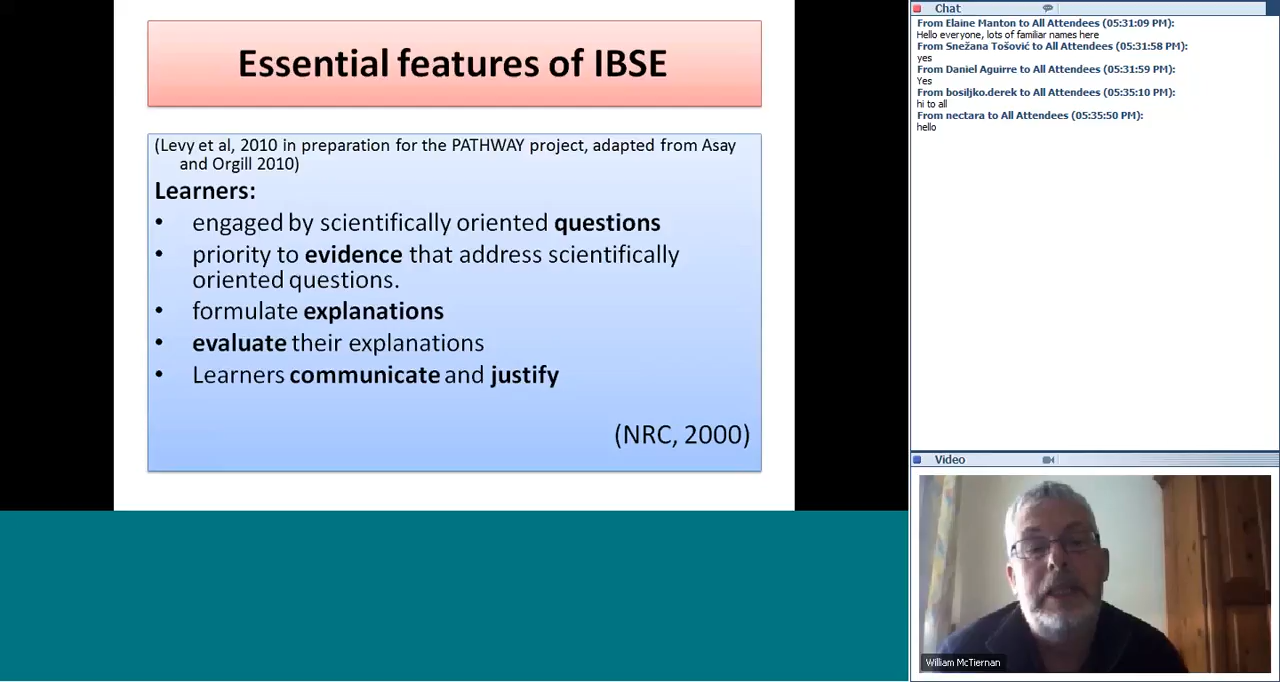 Essential features of IBSE
(Levy et al, 2010 in preparation for the PATHWAY project, adapted from Asay
and Orgill 2010)
Learners:
• engaged by scientifically oriented questions
• priority to evidence that address scientifically
oriented questions.
• formulate explanations
• evaluate their explanations
• Learners communicate and justify
(NRC, 2000)
Chat
From Elaine Manton to All Attendees (05:31:09 PM):
Hello everyone, lots of familiar names here
From Snežana Tošović to All Attendees (05:31:58 PM):
yes
From Daniel Aguirre to All Attendees (05:31:59 PM):
Yes
From bosiljko.derek to All Attendees (05:35:10 PM):
hi to all
From nectara to All Attendees (05:35:50 PM):
hello
Video
William McTiernan